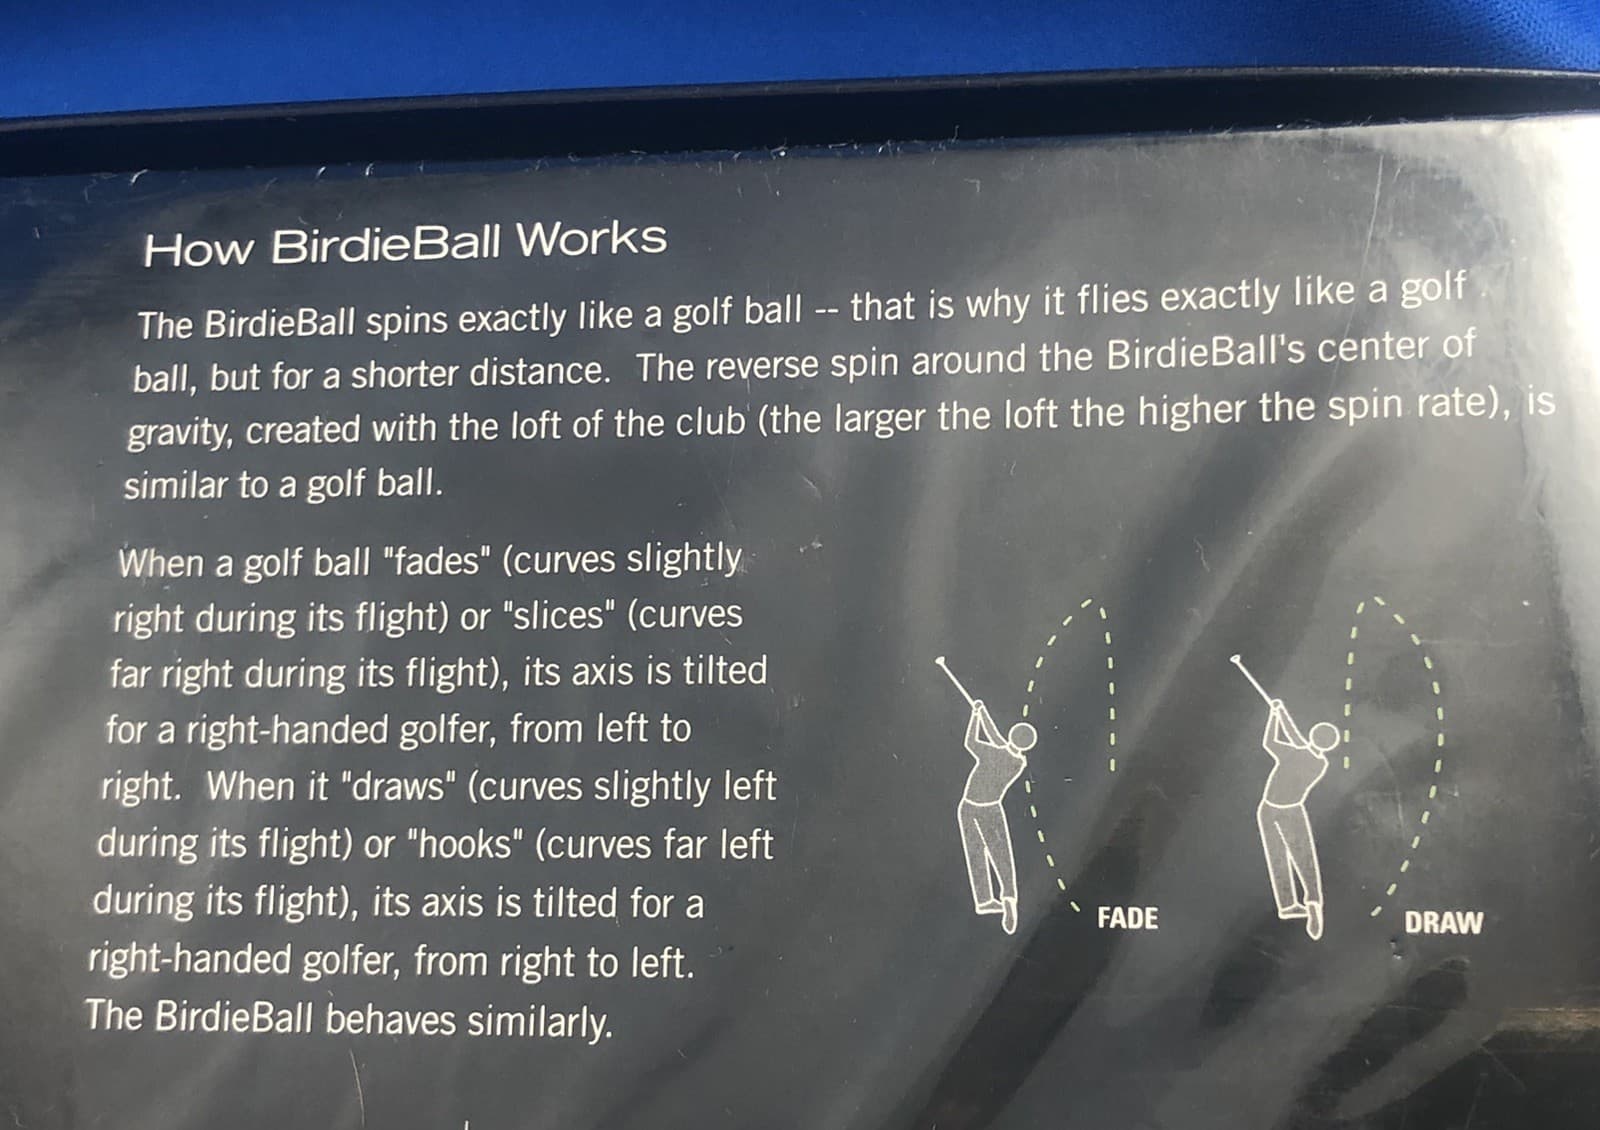 How BirdieBall Works
The BirdieBall spins exactly like a golf ball -- that is why it flies exactly like a golf
ball, but for a shorter distance.  The reverse spin around the BirdieBall's center of
gravity, created with the loft of the club (the larger the loft the higher the spin rate), is
similar to a golf ball.
When a golf ball "fades" (curves slightly
right during its flight) or "slices" (curves
far right during its flight), its axis is tilted
for a right-handed golfer, from left to
right.  When it "draws" (curves slightly left
during its flight) or "hooks" (curves far left
during its flight), its axis is tilted for a
right-handed golfer, from right to left.
The BirdieBall behaves similarly.
FADE
DRAW